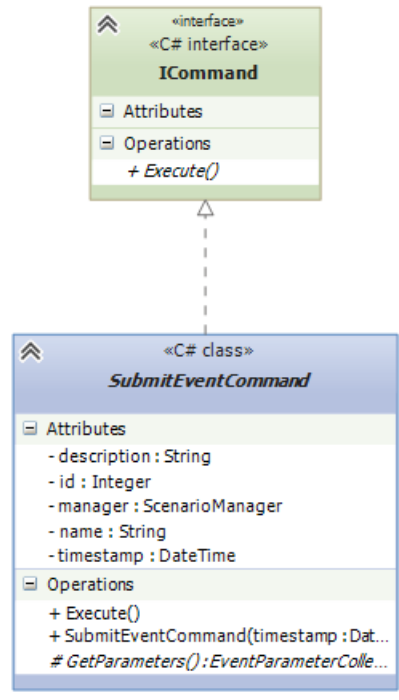 «interface»
«C# interface»
ICommand
Attributes
Operations
+ Execute()
«C# class»
SubmitEventCommand
Attributes
- description : String
- id : Integer
- manager : ScenarioManager
- name : String
- timestamp : DateTime
Operations
+ Execute()
+ SubmitEventCommand(timestamp : Dat...
# GetParameters() : EventParameterColle...